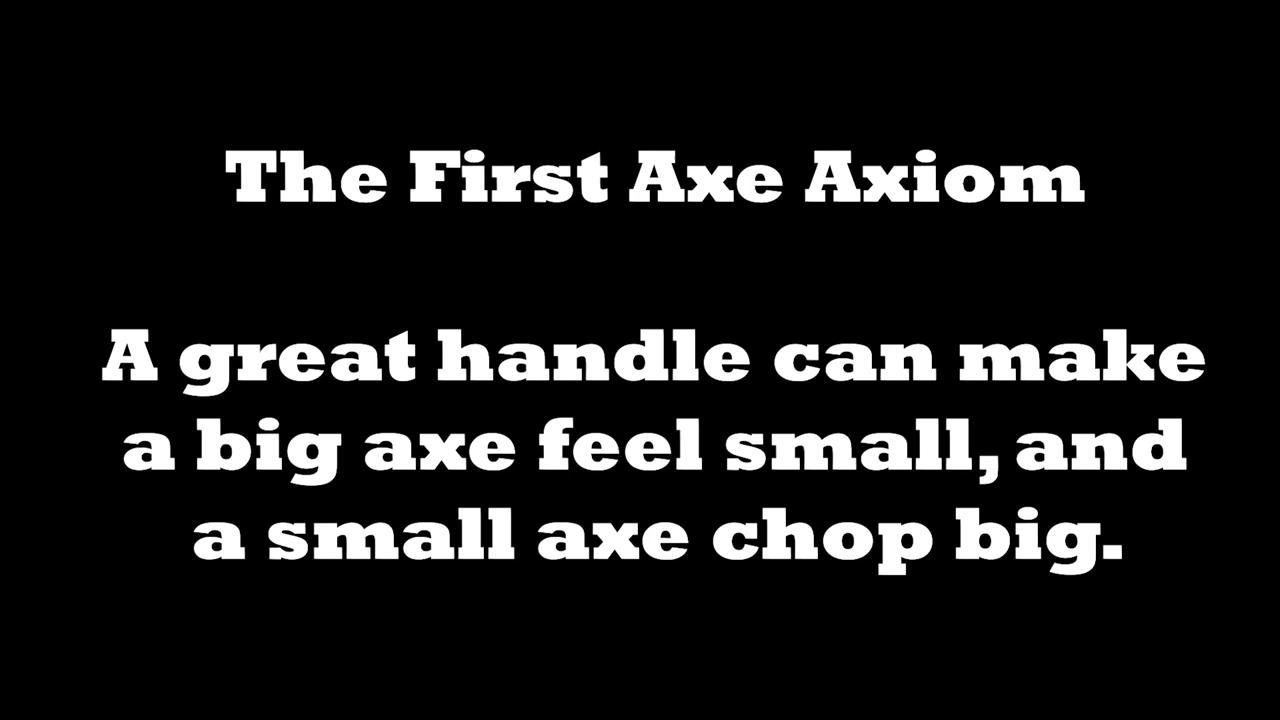 The First Axe Axiom
A great handle can make
a big axe feel small, and
a small axe chop big.